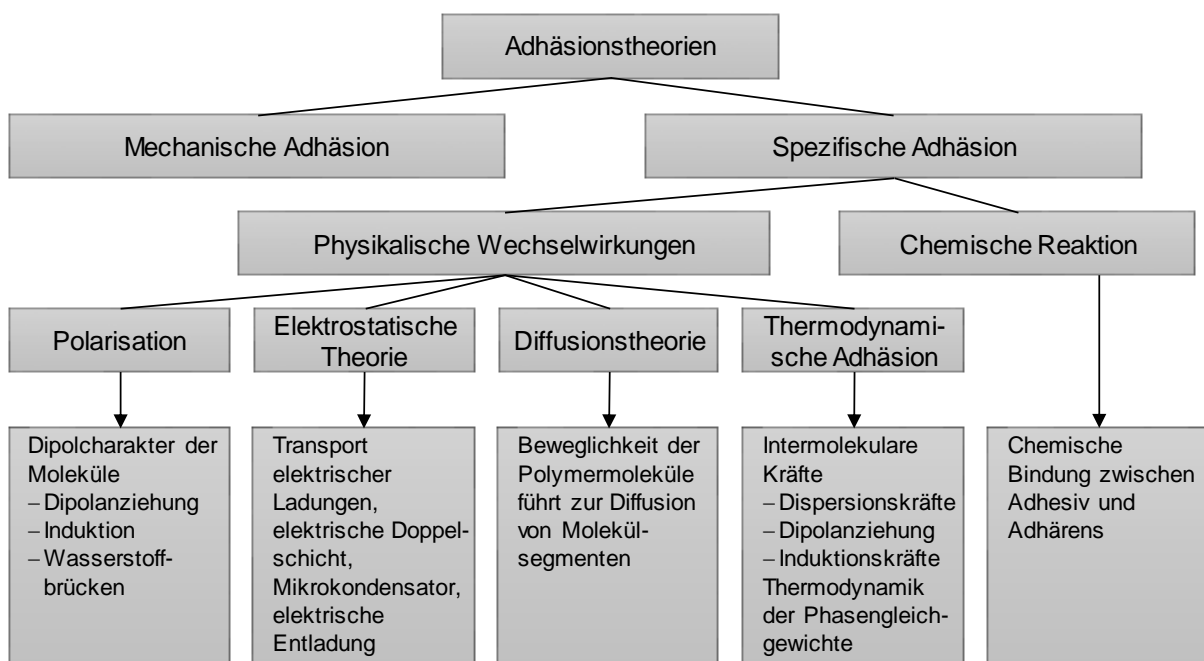 Adhäsionstheorien
Mechanische Adhäsion
Spezifische Adhäsion
Physikalische Wechselwirkungen
Chemische Reaktion
Polarisation
Elektrostatische
Theorie
Diffusionstheorie
Thermodynami-
sche Adhäsion
Dipolcharakter der
Moleküle
– Dipolanziehung
– Induktion
– Wasserstoff-
brücken
Transport
elektrischer
Ladungen,
elektrische Doppel-
schicht,
Mikrokondensator,
elektrische
Entladung
Beweglichkeit der
Polymermoleküle
führt zur Diffusion
von Molekül-
segmenten
Intermolekulare
Kräfte
– Dispersionskräfte
– Dipolanziehung
– Induktionskräfte
Thermodynamik
der Phasengleich-
gewichte
Chemische
Bindung zwischen
Adhesiv und
Adhärens